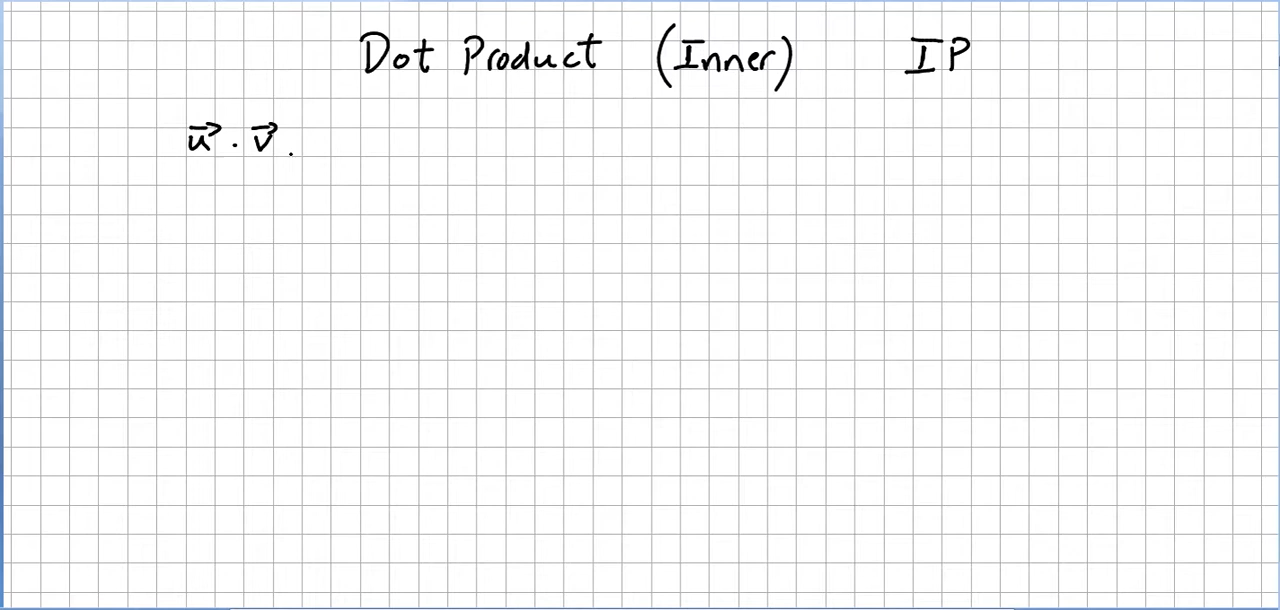 Dot Product (Inner) IP
u⃗ · v⃗ .